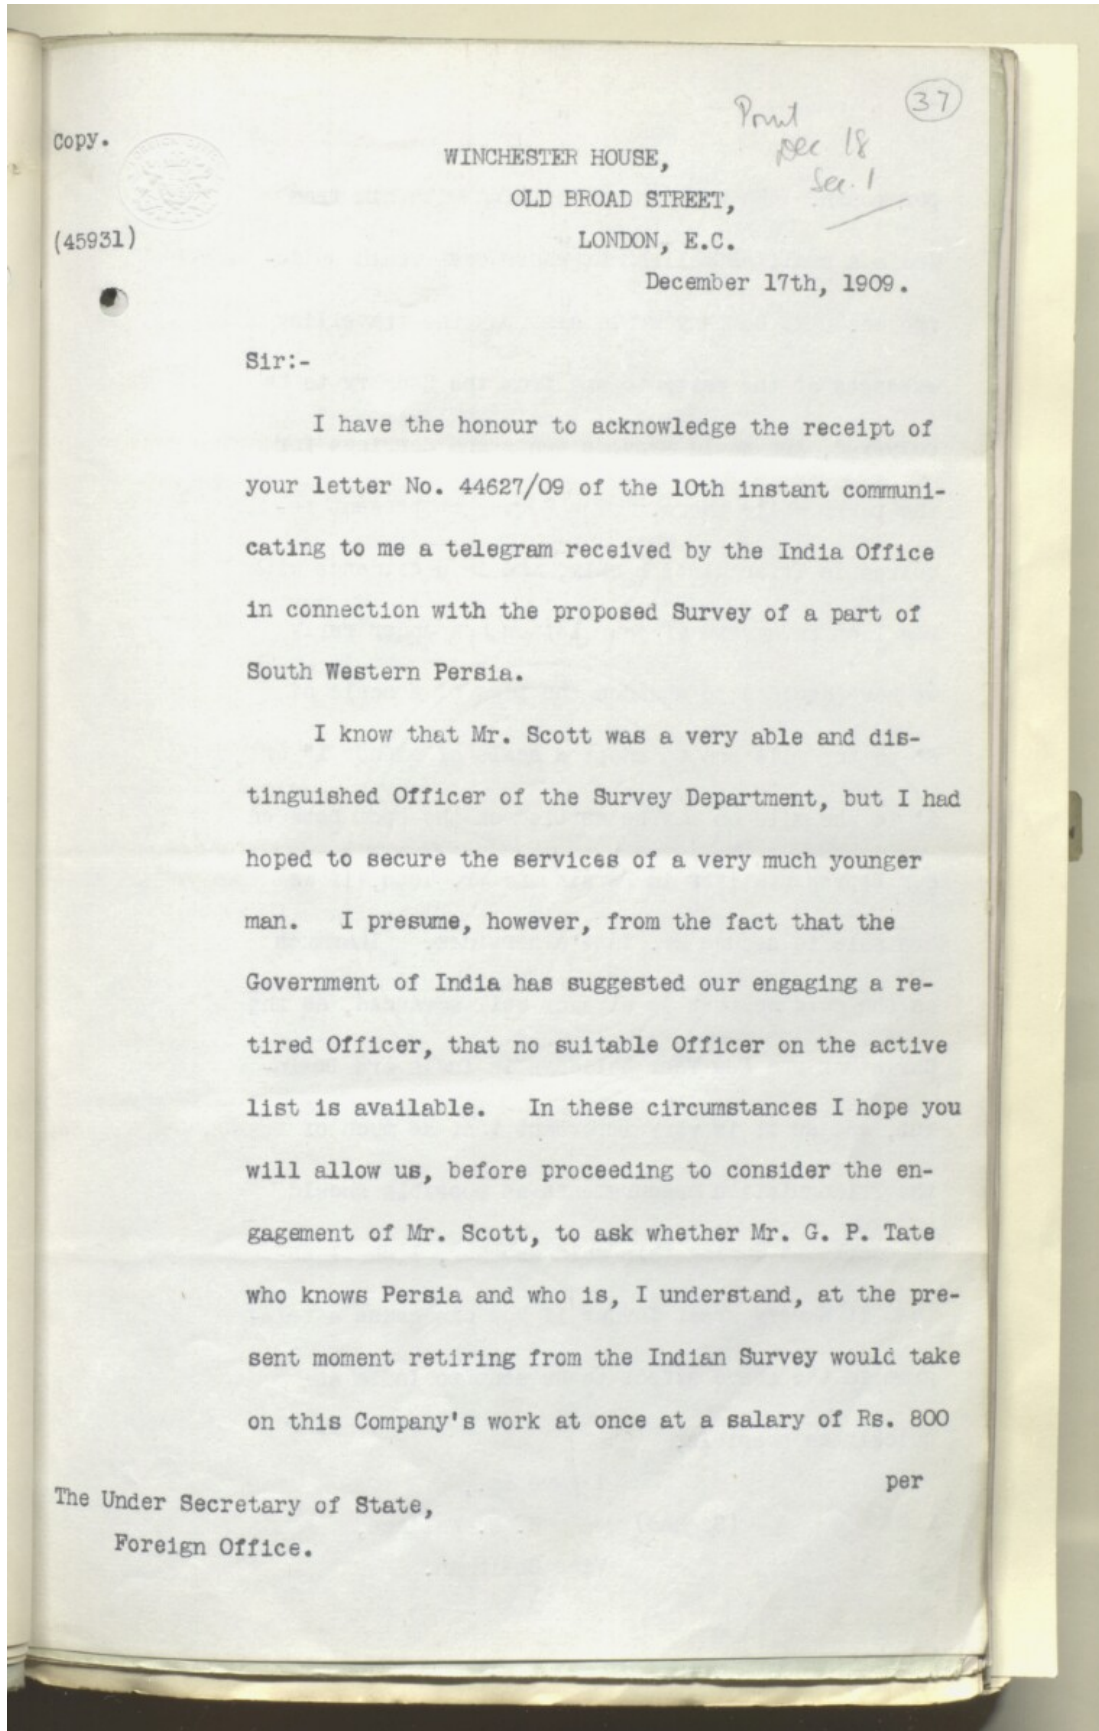 37
Print
Dec 18
Sec. 1
Copy.
WINCHESTER HOUSE,
OLD BROAD STREET,
(45931)
LONDON, E.C.
December 17th, 1909.
Sir:-
I have the honour to acknowledge the receipt of
your letter No. 44627/09 of the 10th instant communi-
cating to me a telegram received by the India Office
in connection with the proposed Survey of a part of
South Western Persia.
I know that Mr. Scott was a very able and dis-
tinguished Officer of the Survey Department, but I had
hoped to secure the services of a very much younger
man. I presume, however, from the fact that the
Government of India has suggested our engaging a re-
tired Officer, that no suitable Officer on the active
list is available. In these circumstances I hope you
will allow us, before proceeding to consider the en-
gagement of Mr. Scott, to ask whether Mr. G. P. Tate
who knows Persia and who is, I understand, at the pre-
sent moment retiring from the Indian Survey would take
on this Company's work at once at a salary of Rs. 800
per
The Under Secretary of State,
Foreign Office.